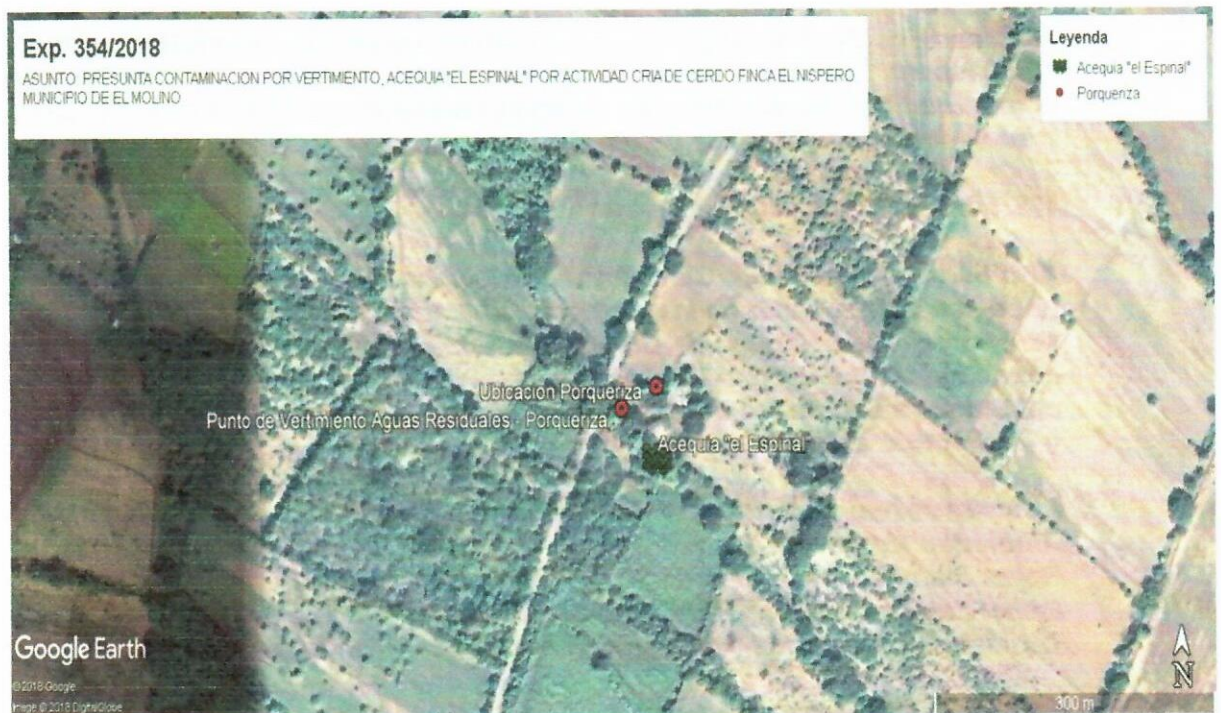 Exp. 354/2018
ASUNTO: PRESUNTA CONTAMINACION POR VERTIMIENTO, ACEQUIA "EL ESPINAL" POR ACTIVIDAD CRIA DE CERDO FINCA EL NISPERO
MUNICIPIO DE EL MOLINO
Leyenda
Acequia "el Espinal"
Porqueriza
Ubicación Porqueriza
Punto de Vertimiento Aguas Residuales - Porqueriza
Acequia "el Espinal"
Google Earth
©2018 Google
Image © 2018 DigitalGlobe
N
300 m